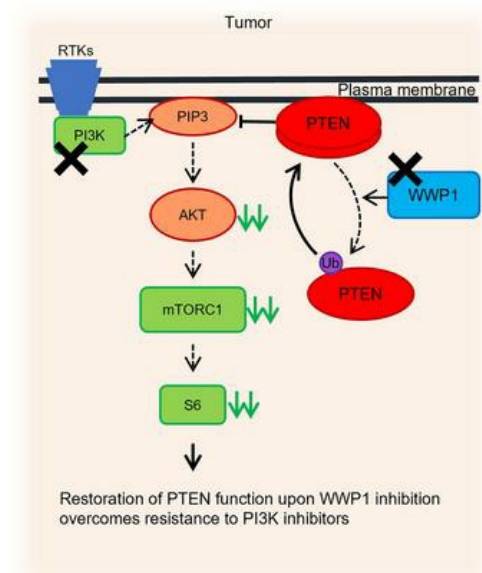 Tumor
RTKs
Plasma membrane
PI3K
PIP3
PTEN
WWP1
AKT
Ub
PTEN
mTORC1
S6
Restoration of PTEN function upon WWP1 inhibition
overcomes resistance to PI3K inhibitors